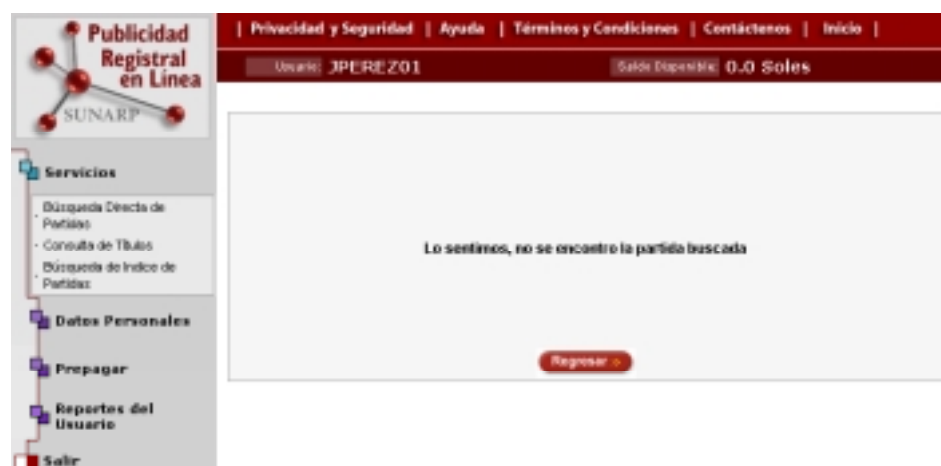 Publicidad
Registral
en Linea
SUNARP
| Privacidad y Seguridad | Ayuda | Términos y Condiciones | Contáctenos | Inicio |
Usuario: JPEREZ01 Saldo Disponible: 0.0 Soles
Servicios
Búsqueda Directa de
Partidas
Consulta de Títulos
Búsqueda de Indice de
Partidas
Datos Personales
Prepagar
Reportes del
Usuario
Salir
Lo sentimos, no se encontro la partida buscada
Regresar